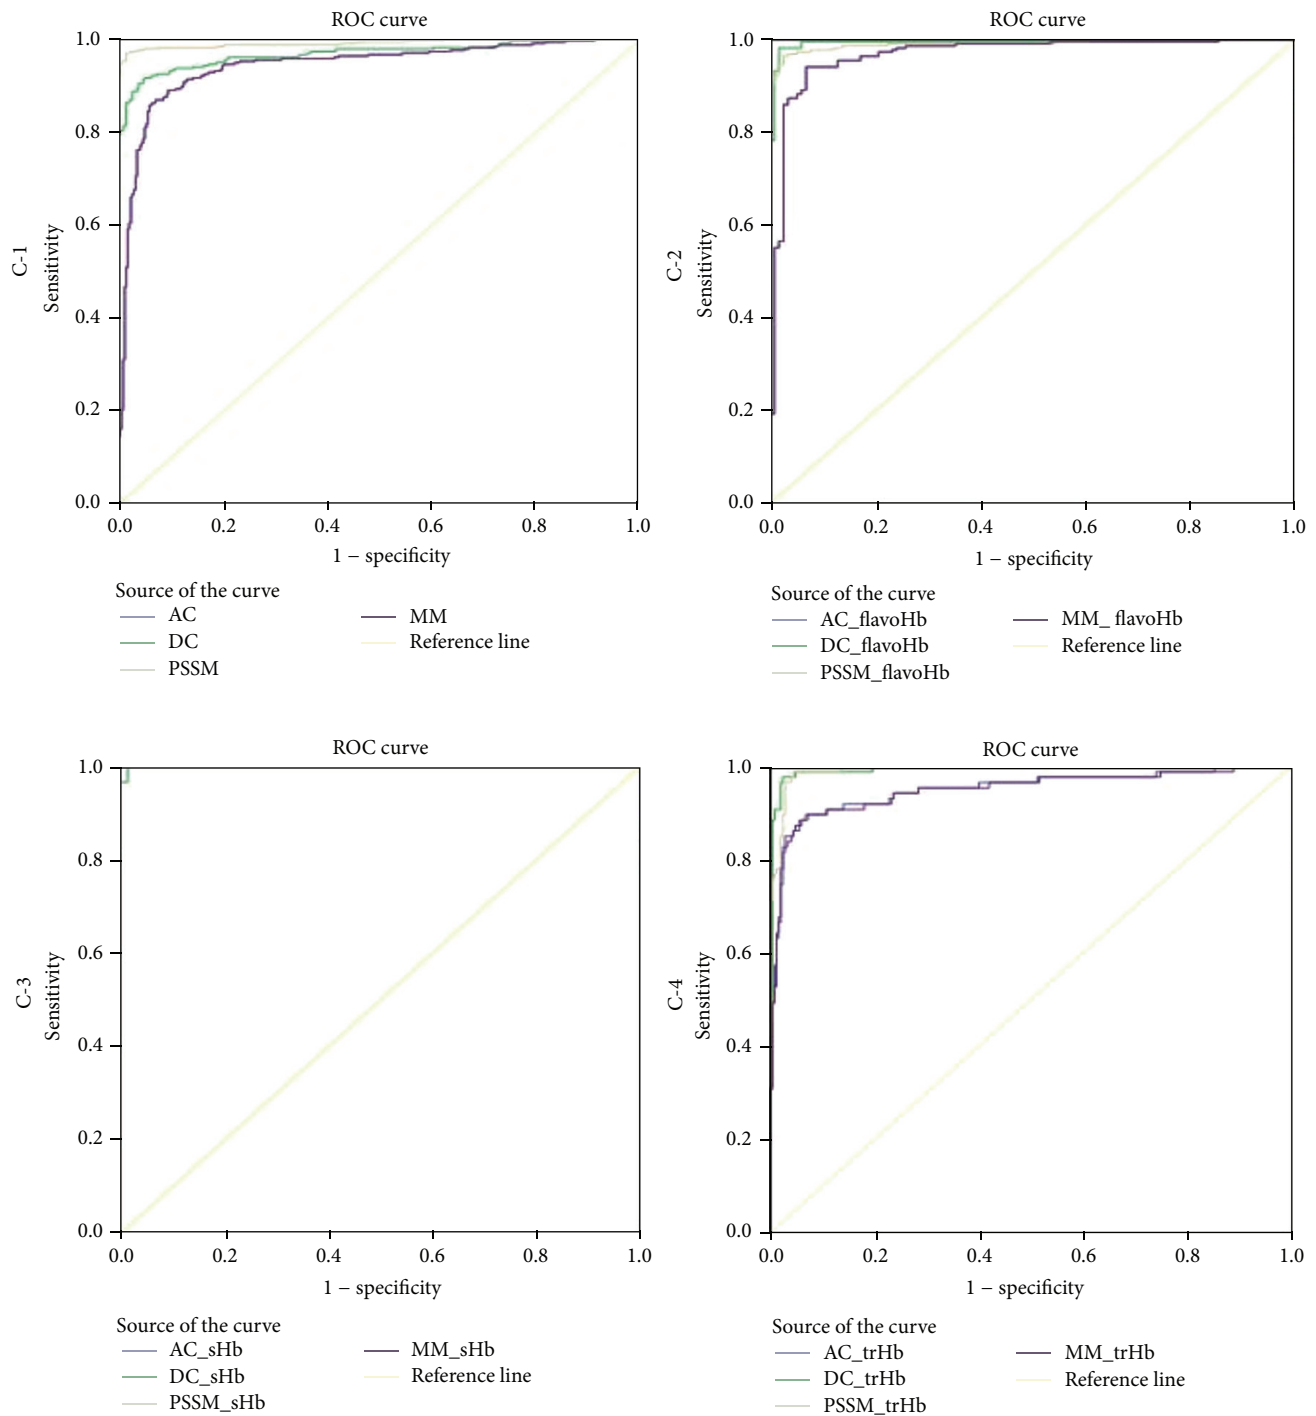 ROC curve
1.0
0.8
0.6
0.4
0.2
0.0
C-1
Sensitivity
0.0 0.2 0.4 0.6 0.8 1.0
1 − specificity
Source of the curve
AC
DC
PSSM
MM
Reference line
ROC curve
1.0
0.8
0.6
0.4
0.2
0.0
C-2
Sensitivity
0.0 0.2 0.4 0.6 0.8 1.0
1 − specificity
Source of the curve
AC_flavoHb
DC_flavoHb
PSSM_flavoHb
MM_ flavoHb
Reference line
ROC curve
1.0
0.8
0.6
0.4
0.2
0.0
C-3
Sensitivity
0.0 0.2 0.4 0.6 0.8 1.0
1 − specificity
Source of the curve
AC_sHb
DC_sHb
PSSM_sHb
MM_sHb
Reference line
ROC curve
1.0
0.8
0.6
0.4
0.2
0.0
C-4
Sensitivity
0.0 0.2 0.4 0.6 0.8 1.0
1 − specificity
Source of the curve
AC_trHb
DC_trHb
PSSM_trHb
MM_trHb
Reference line